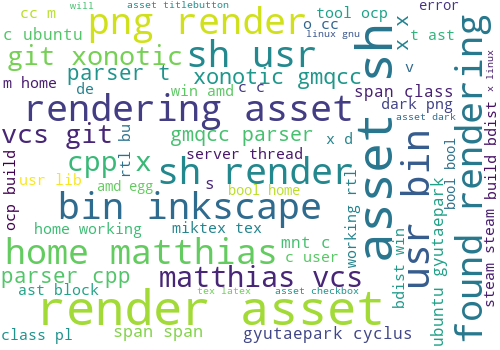 asset titlebutton
will
error
cc m
png render
o cc
tool ocp
linux gnu
c ubuntu
git xonotic
sh usr
x x
t ast
parser t
xonotic gmqcc
v
m home
de
win amd
c c
span class
dark png
rendering asset
asset dark
vcs git
rtl bu
gmqcc parser
x d
bool bool
x linux
cpp x
server thread
sh render
usr lib
amd egg
s
bool home
ocp build
bin inkscape
working rtl
asset sh
usr bin
found rendering
build bdist
home working
miktex tex
mnt c
c user
home matthias
parser cpp
matthias vcs
bdist win
ubuntu gyutaepark
steam steam
ast block
tex latex
asset checkbox
render asset
class pl
span span
gyutaepark cyclus